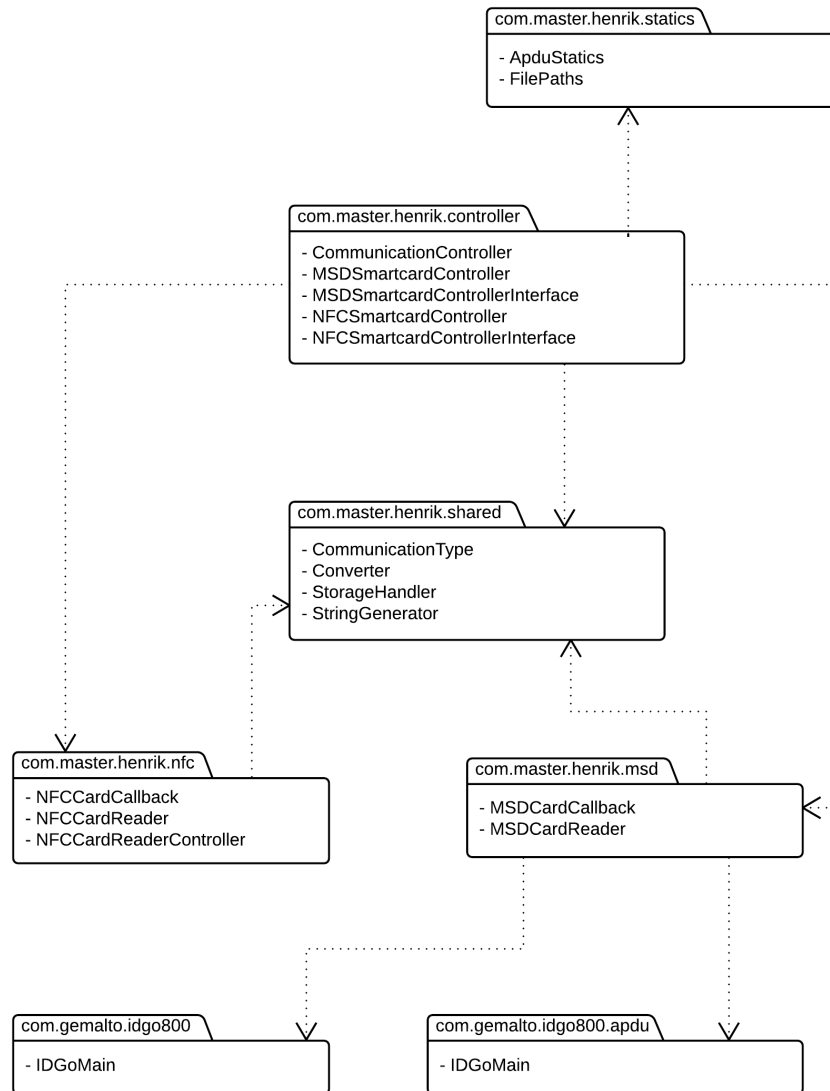 com.master.henrik.statics
- ApduStatics
- FilePaths
com.master.henrik.controller
- CommunicationController
- MSDSmartcardController
- MSDSmartcardControllerInterface
- NFCSmartcardController
- NFCSmartcardControllerInterface
com.master.henrik.shared
- CommunicationType
- Converter
- StorageHandler
- StringGenerator
com.master.henrik.nfc
- NFCCardCallback
- NFCCardReader
- NFCCardReaderController
com.master.henrik.msd
- MSDCardCallback
- MSDCardReader
com.gemalto.idgo800
- IDGoMain
com.gemalto.idgo800.apdu
- IDGoMain